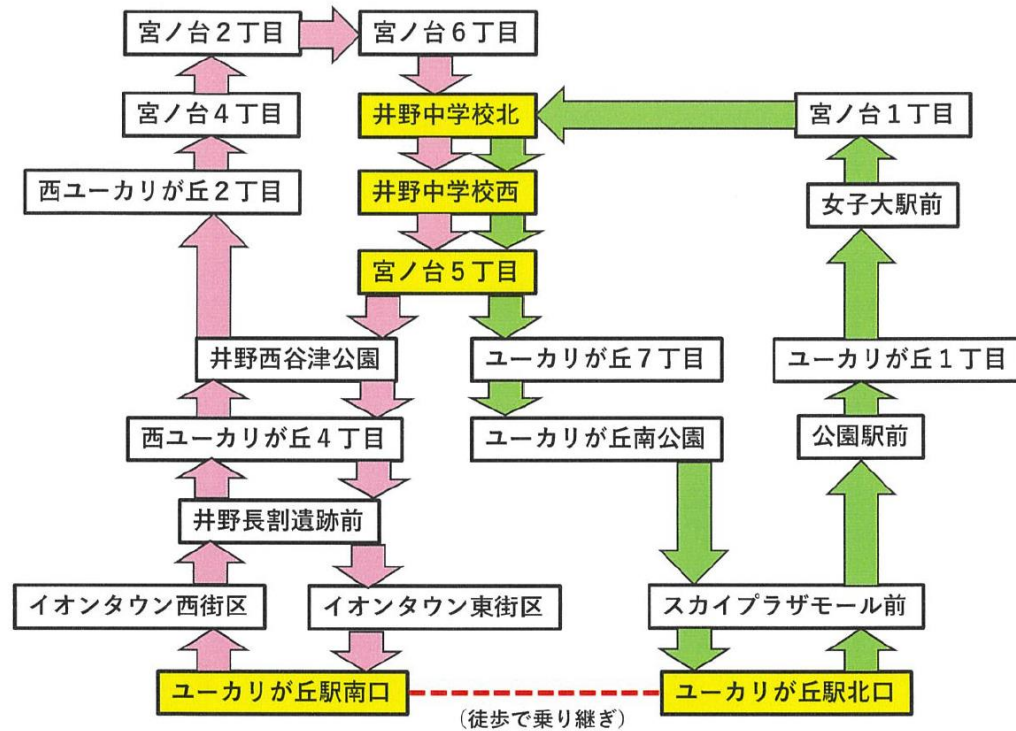 宮ノ台２丁目
宮ノ台６丁目
宮ノ台４丁目
井野中学校北
宮ノ台１丁目
西ユーカリが丘２丁目
井野中学校西
女子大駅前
宮ノ台５丁目
井野西谷津公園
ユーカリが丘７丁目
ユーカリが丘１丁目
西ユーカリが丘４丁目
ユーカリが丘南公園
公園駅前
井野長割遺跡前
イオンタウン西街区
イオンタウン東街区
スカイプラザモール前
ユーカリが丘駅南口
ユーカリが丘駅北口
（徒歩で乗り継ぎ）